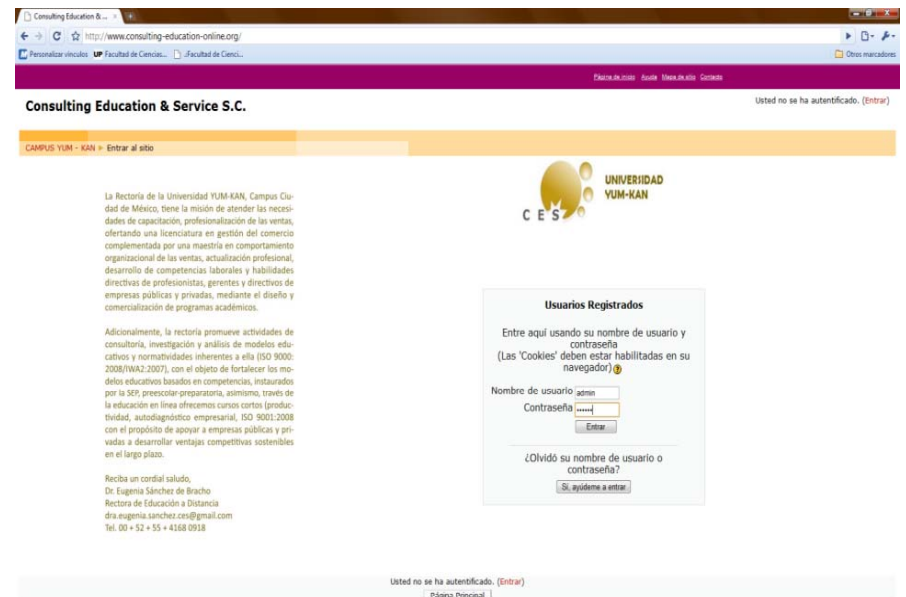 Consulting Education & ...
http://www.consulting-education-online.org/
Personalizar vínculos UP Facultad de Ciencias... .:Facultad de Cienci... Otros marcadores
Página de inicio Ayuda Mapa de sitio Contacto
Consulting Education & Service S.C.
Usted no se ha autentificado. (Entrar)
CAMPUS YUM - KAN ► Entrar al sitio
La Rectoría de la Universidad YUM-KAN, Campus Ciu-
dad de México, tiene la misión de atender las necesi-
dades de capacitación, profesionalización de las ventas,
ofertando una licenciatura en gestión del comercio
complementada por una maestría en comportamiento
organizacional de las ventas, actualización profesional,
desarrollo de competencias laborales y habilidades
directivas de profesionistas, gerentes y directivos de
empresas públicas y privadas, mediante el diseño y
comercialización de programas académicos.
Adicionalmente, la rectoría promueve actividades de
consultoría, investigación y análisis de modelos edu-
cativos y normatividades inherentes a ella (ISO 9000:
2008/IWA2:2007), con el objeto de fortalecer los mo-
delos educativos basados en competencias, instaurados
por la SEP, preescolar-preparatoria, asimismo, través de
la educación en línea ofrecemos cursos cortos (produc-
tividad, autodiagnóstico empresarial, ISO 9001:2008
con el propósito de apoyar a empresas públicas y pri-
vadas a desarrollar ventajas competitivas sostenibles
en el largo plazo.
Reciba un cordial saludo,
Dr. Eugenia Sánchez de Bracho
Rectora de Educación a Distancia
dra.eugenia.sanchez.ces@gmail.com
Tel. 00 + 52 + 55 + 4168 0918
CES
UNIVERSIDAD
YUM-KAN
Usuarios Registrados
Entre aquí usando su nombre de usuario y
contraseña
(Las 'Cookies' deben estar habilitadas en su
navegador)
Nombre de usuario admin
Contraseña ••••••
Entrar
¿Olvidó su nombre de usuario o
contraseña?
Sí, ayúdeme a entrar
Usted no se ha autentificado. (Entrar)
Página Principal